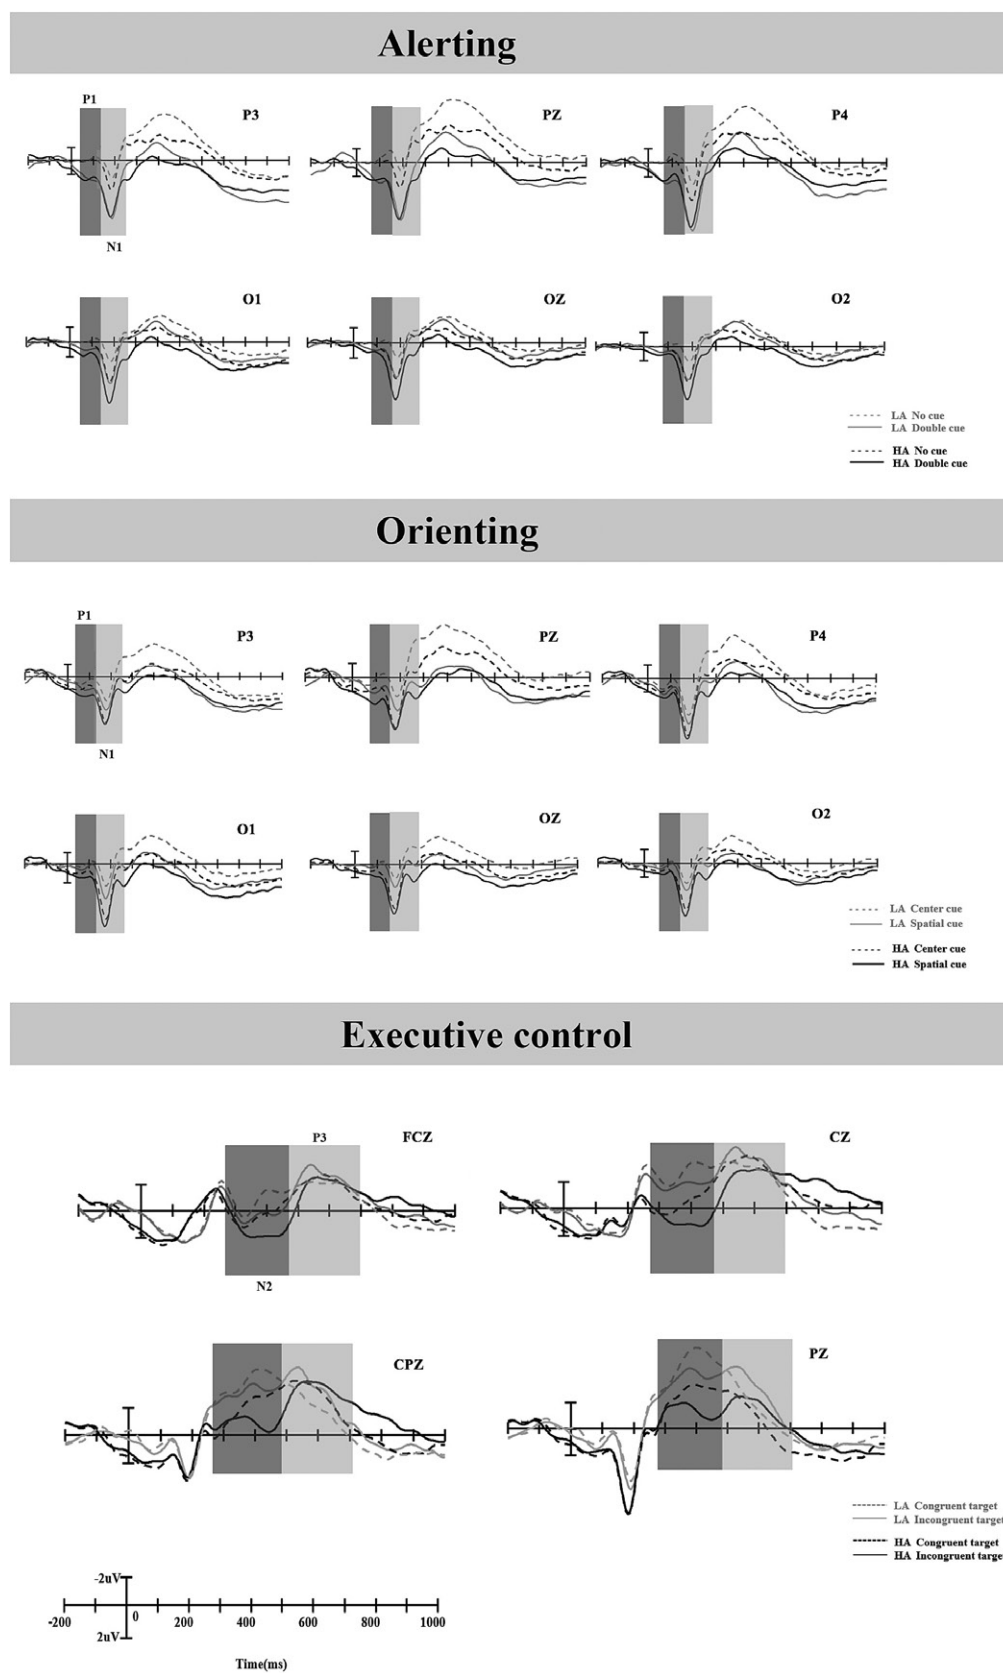 Alerting
P1
P3
PZ
P4
N1
O1
OZ
O2
LA No cue
LA Double cue
HA No cue
HA Double cue
Orienting
P1
P3
PZ
P4
N1
O1
OZ
O2
LA Center cue
LA Spatial cue
HA Center cue
HA Spatial cue
Executive control
P3
FCZ
CZ
N2
CPZ
PZ
LA Congruent target
LA Incongruent target
HA Congruent target
HA Incongruent target
-2uV
-200 0 200 400 600 800 1000
2uV
Time(ms)